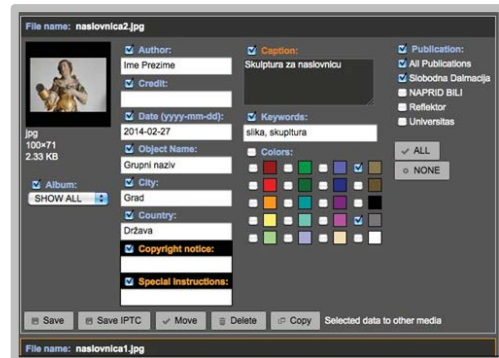 File name: naslovnica2.jpg
Author:
Ime Prezime
Credit:
Date (yyyy-mm-dd):
2014-02-27
Object Name:
Grupni naziv
City:
Grad
Country:
Država
Copyright notice:
Special Instructions:
Caption:
Skulptura za naslovnicu
Keywords:
slika, skuplturа
Colors:
Publication:
All Publications
Slobodna Dalmacija
NAPRID BILI
Reflektor
Universitas
ALL
NONE
jpg
100×71
2.33 KB
Album:
SHOW ALL
Save
Save IPTC
Move
Delete
Copy
Selected data to other media
File name: naslovnica1.jpg